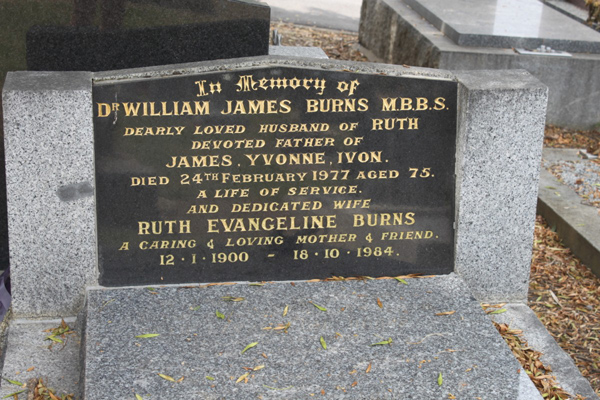 In Memory of
DR WILLIAM JAMES BURNS M.B.B.S.
DEARLY LOVED HUSBAND OF RUTH
DEVOTED FATHER OF
JAMES, YVONNE, IVON.
DIED 24TH FEBRUARY 1977 AGED 75.
A LIFE OF SERVICE.
AND DEDICATED WIFE
RUTH EVANGELINE BURNS
A CARING & LOVING MOTHER & FRIEND.
12·1·1900 - 18·10·1984.